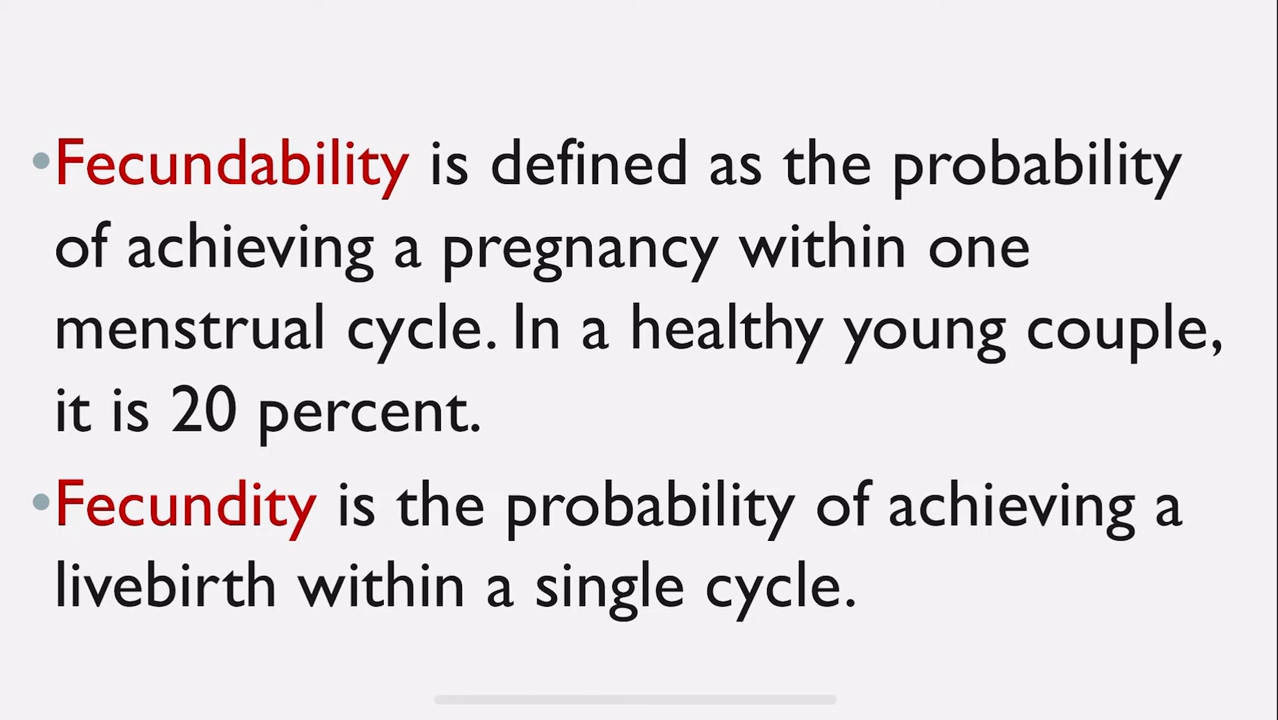 •Fecundability is defined as the probability
of achieving a pregnancy within one
menstrual cycle. In a healthy young couple,
it is 20 percent.
•Fecundity is the probability of achieving a
livebirth within a single cycle.